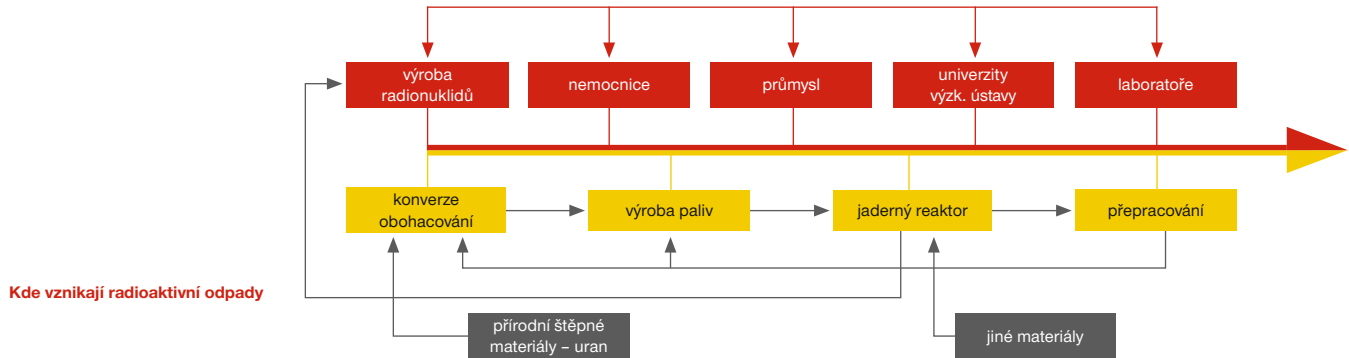 výroba
radionuklidů
nemocnice
průmysl
univerzity
výzk. ústavy
laboratoře
konverze
obohacování
výroba paliv
jaderný reaktor
přepracování
Kde vznikají radioaktivní odpady
přírodní štěpné
materiály – uran
jiné materiály